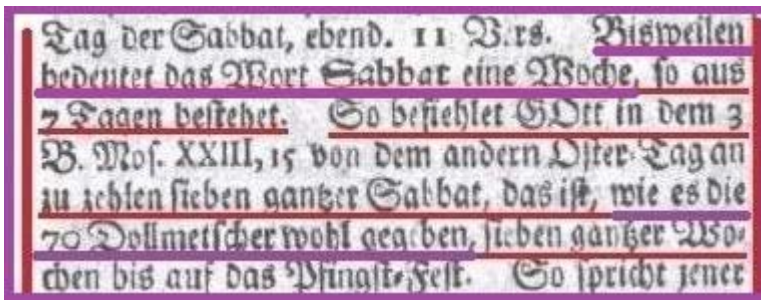 Tag der Sabbat, ebend. 11 Vers. Bisweilen
bedeutet das Wort Sabbat eine Woche, so aus
7 Tagen bestehet. So befiehlet GOtt in dem 3
B. Mos. XXIII, 15 von dem andern Oster-Tag an
zu zehlen sieben gantzer Sabbat, das ist, wie es die
70 Dollmetscher wohl gegeben, sieben gantzer Wo-
chen bis auf das Pfingst-Fest. So spricht jener